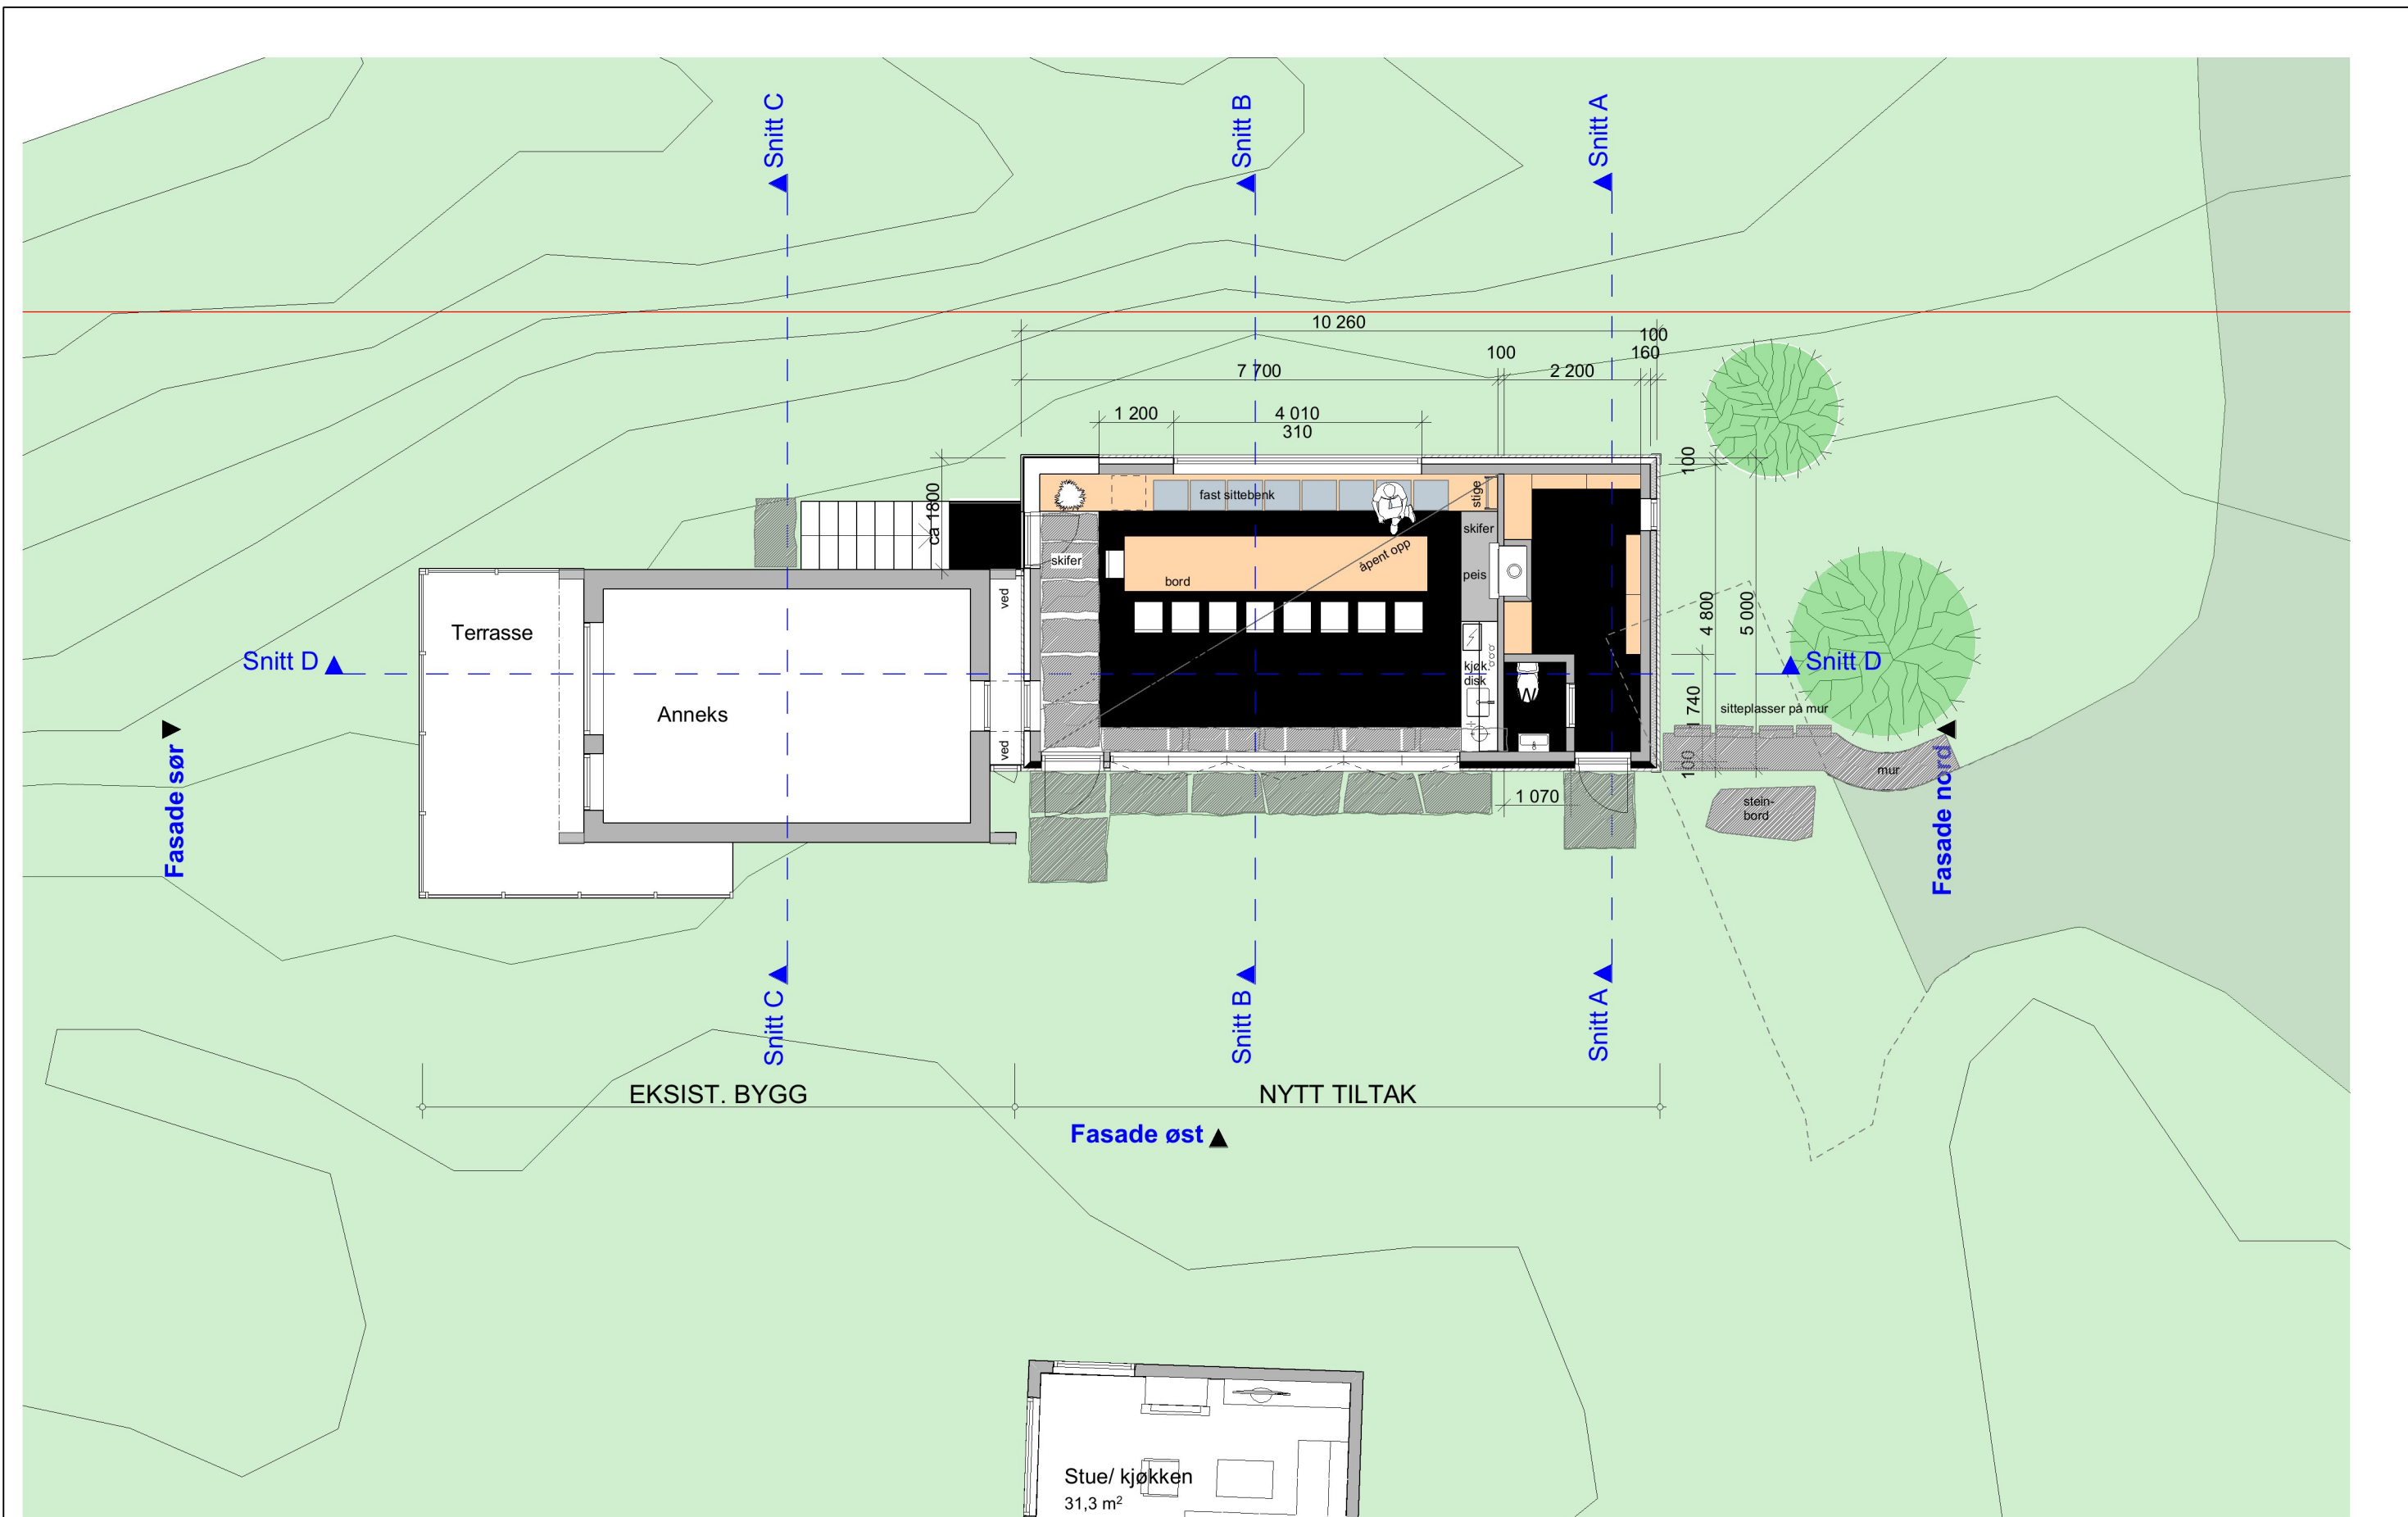 Snitt C
Snitt B
Snitt A
10 260
100
100
160
7 700
2 200
1 200
4 010
310
100
ca 1800
fast sittebenk
stige
skifer
skifer
åpent opp
peis
bord
ved
Terrasse
4 800
5 000
Snitt D
kjøk.
disk
Snitt D
W
Anneks
740
sitteplasser på mur
ved
100
mur
Fasade sør
1 070
stein-
bord
Fasade nord
Snitt C
Snitt B
Snitt A
EKSIST. BYGG
NYTT TILTAK
Fasade øst
Stue/ kjøkken
31,3 m²